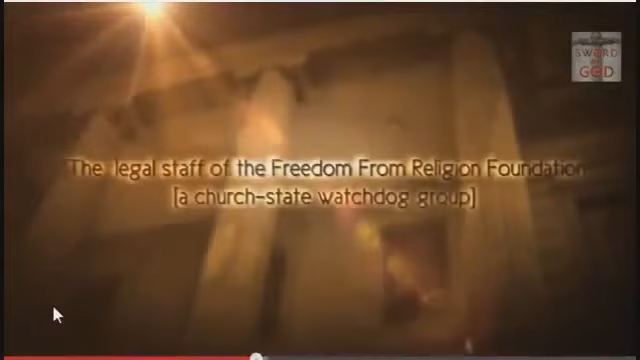 SWORD
OF
GOD
The legal staff of the Freedom From Religion Foundation
[a church-state watchdog group]